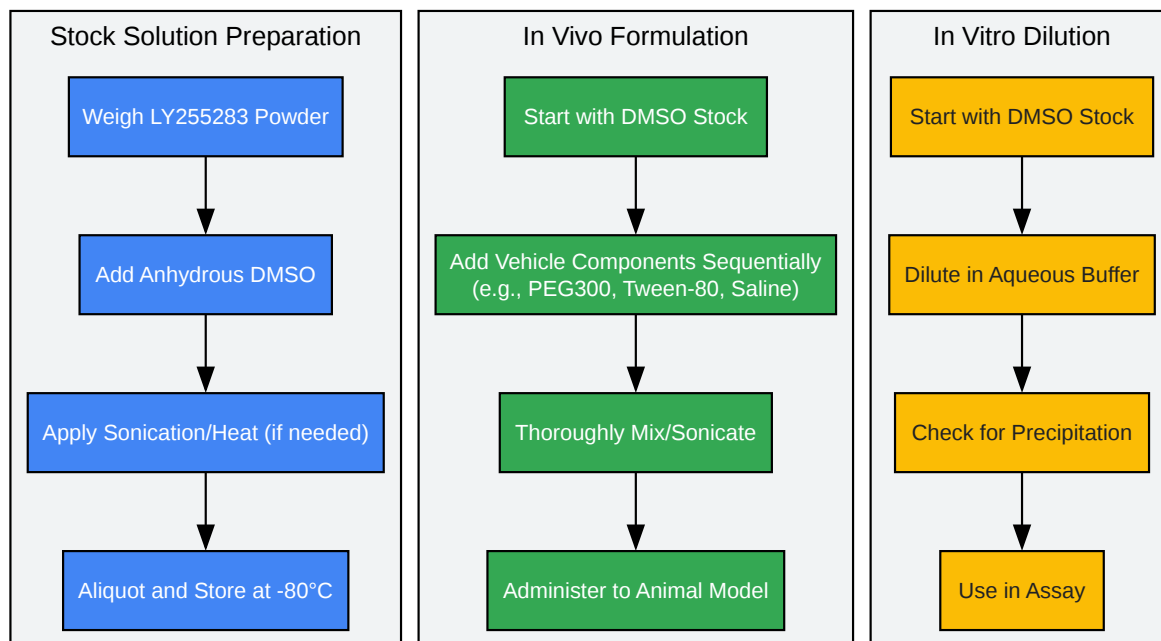 Stock Solution Preparation
Weigh LY255283 Powder
Add Anhydrous DMSO
Apply Sonication/Heat (if needed)
Aliquot and Store at -80°C
In Vivo Formulation
Start with DMSO Stock
Add Vehicle Components Sequentially
(e.g., PEG300, Tween-80, Saline)
Thoroughly Mix/Sonicate
Administer to Animal Model
In Vitro Dilution
Start with DMSO Stock
Dilute in Aqueous Buffer
Check for Precipitation
Use in Assay